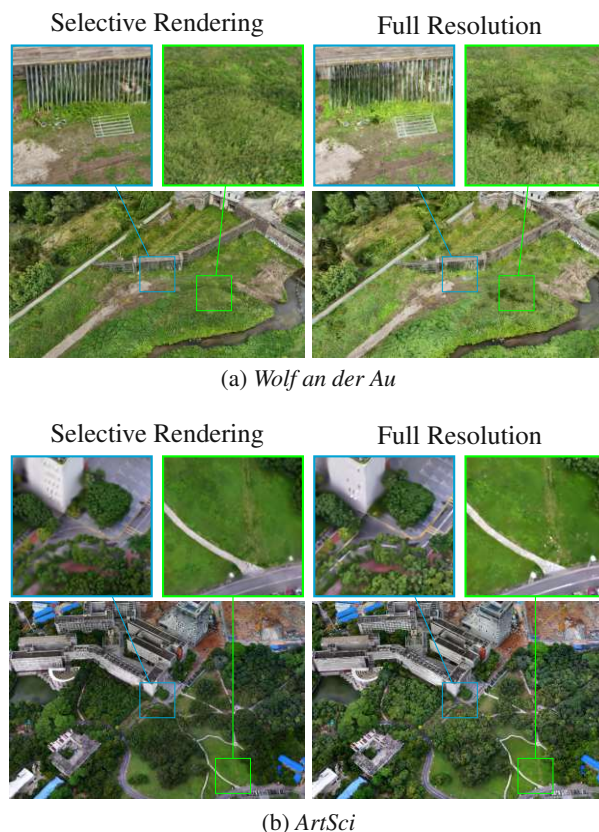 Selective Rendering
Full Resolution
(a) Wolf an der Au
Selective Rendering
Full Resolution
(b) ArtSci